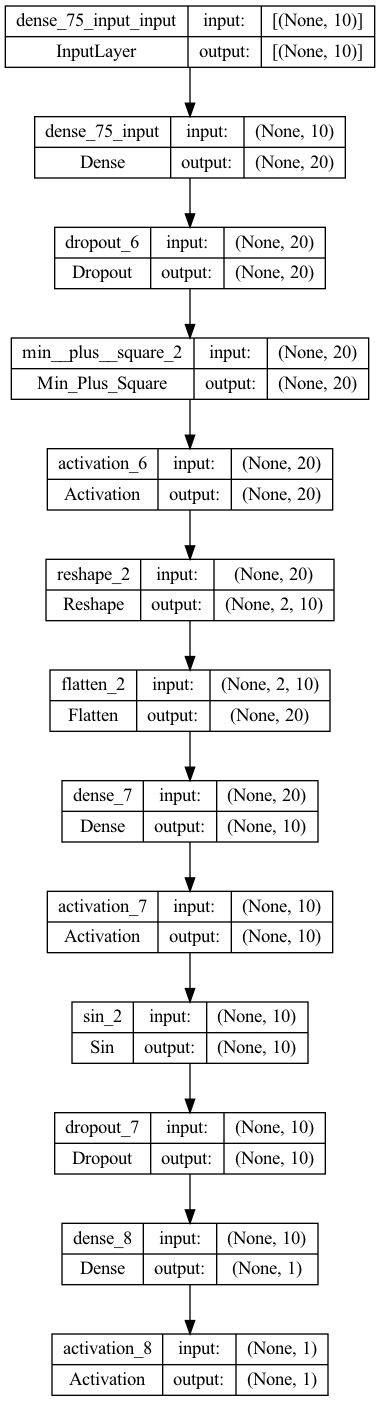 dense_75_input_input input: [(None, 10)]
InputLayer output: [(None, 10)]
dense_75_input input: (None, 10)
Dense output: (None, 20)
dropout_6 input: (None, 20)
Dropout output: (None, 20)
min__plus__square_2 input: (None, 20)
Min_Plus_Square output: (None, 20)
activation_6 input: (None, 20)
Activation output: (None, 20)
reshape_2 input: (None, 20)
Reshape output: (None, 2, 10)
flatten_2 input: (None, 2, 10)
Flatten output: (None, 20)
dense_7 input: (None, 20)
Dense output: (None, 10)
activation_7 input: (None, 10)
Activation output: (None, 10)
sin_2 input: (None, 10)
Sin output: (None, 10)
dropout_7 input: (None, 10)
Dropout output: (None, 10)
dense_8 input: (None, 10)
Dense output: (None, 1)
activation_8 input: (None, 1)
Activation output: (None, 1)